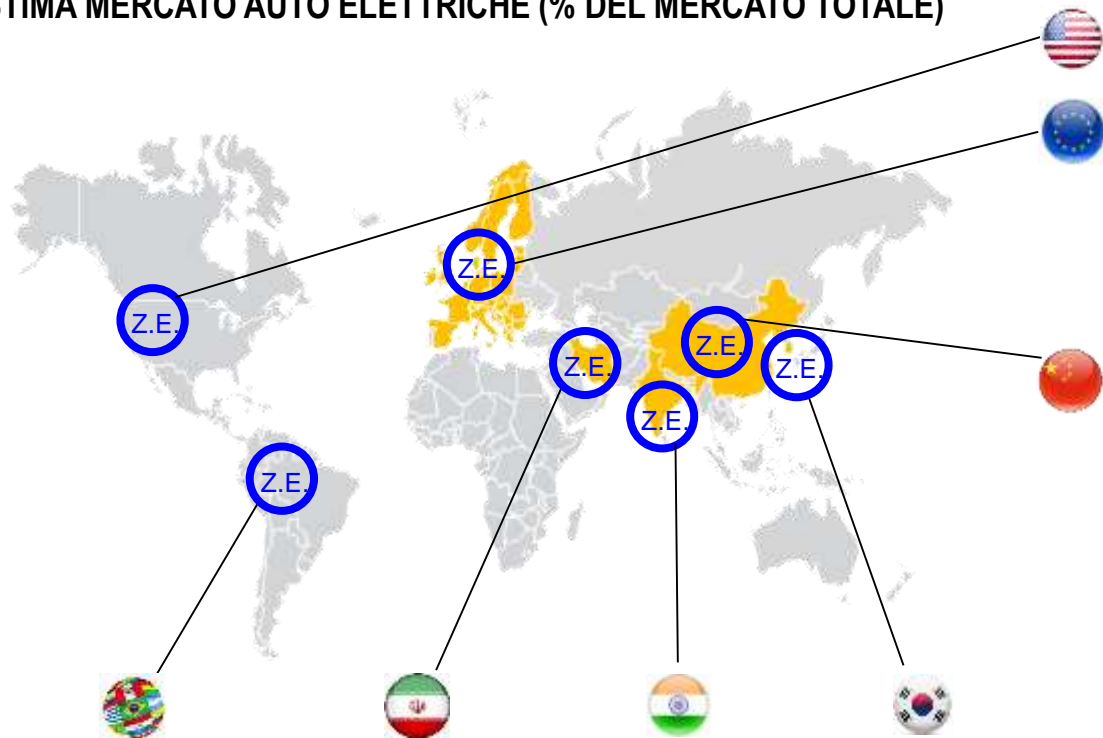 STIMA MERCATO AUTO ELETTRICHE (% DEL MERCATO TOTALE)
Z.E.
Z.E.
Z.E.
Z.E.
Z.E.
Z.E.
Z.E.